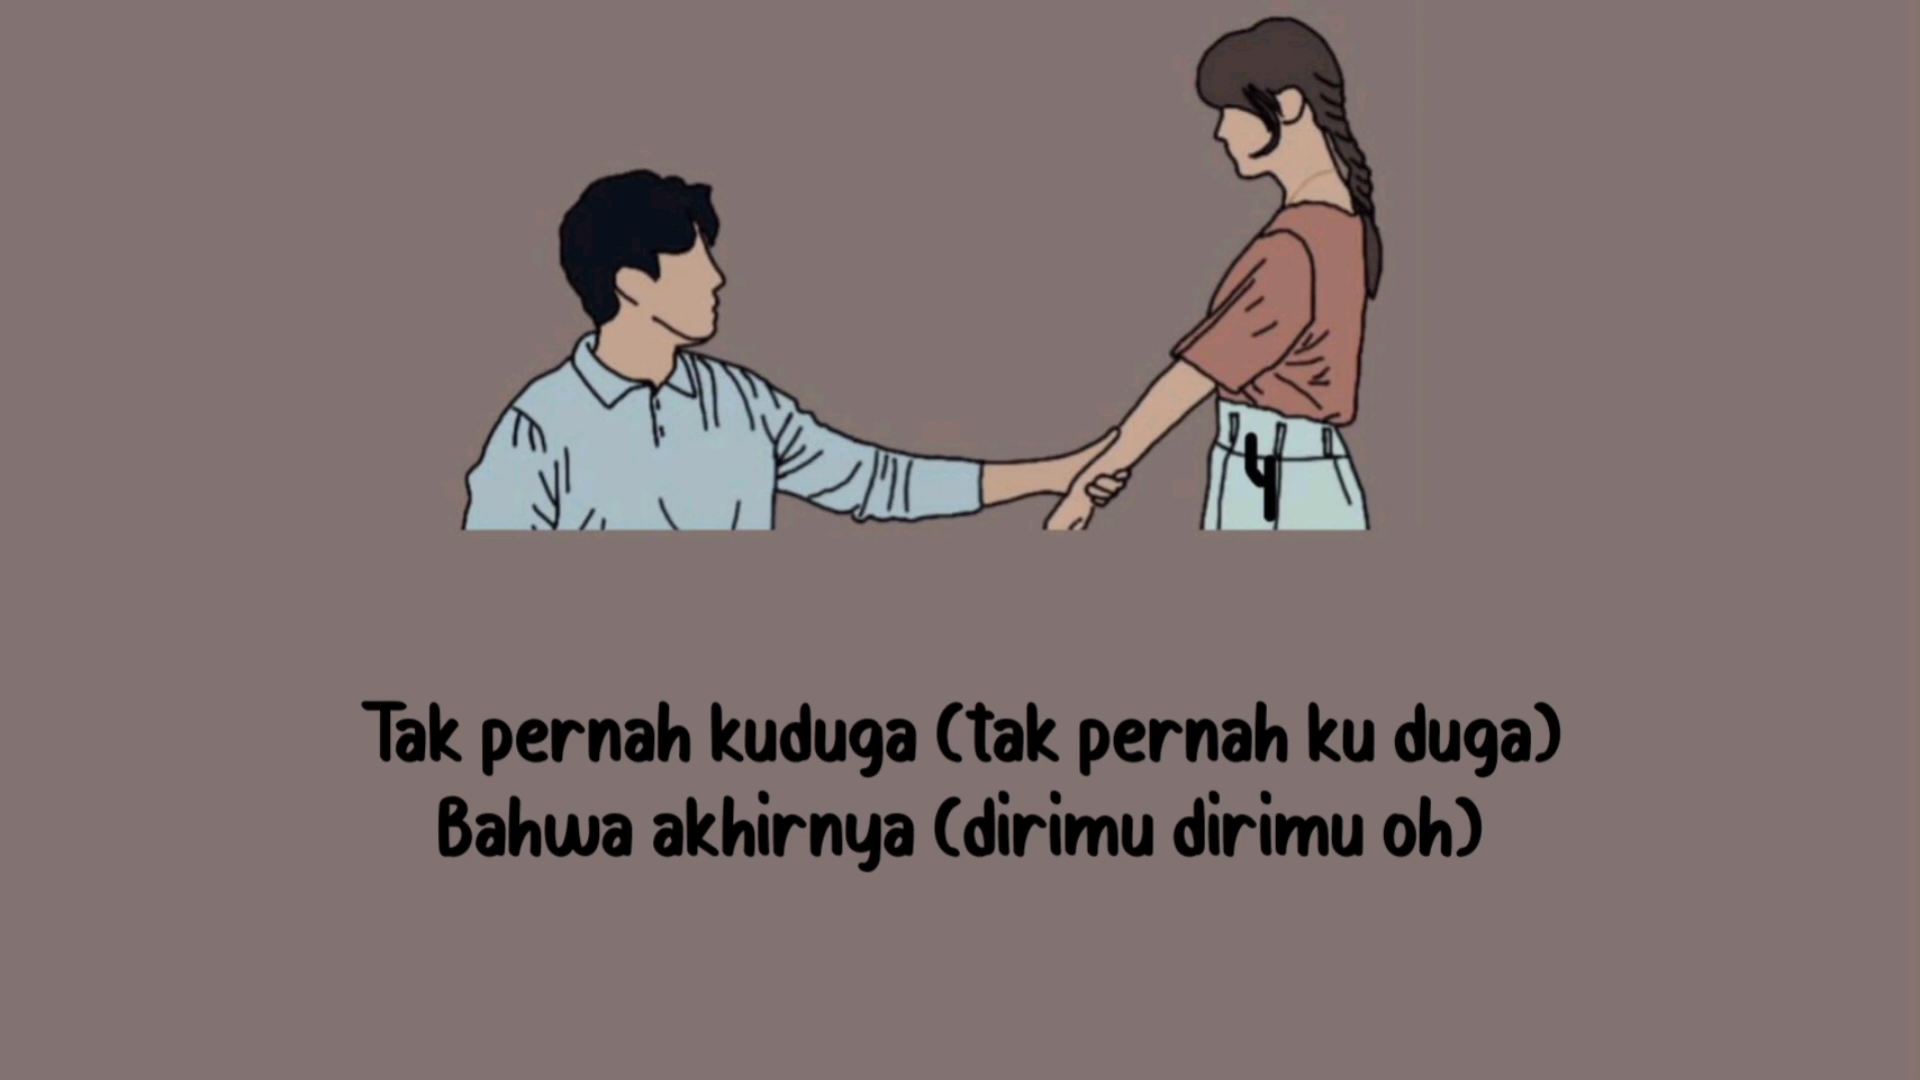 Tak pernah kuduga (tak pernah ku duga)
Bahwa akhirnya (dirimu dirimu oh)